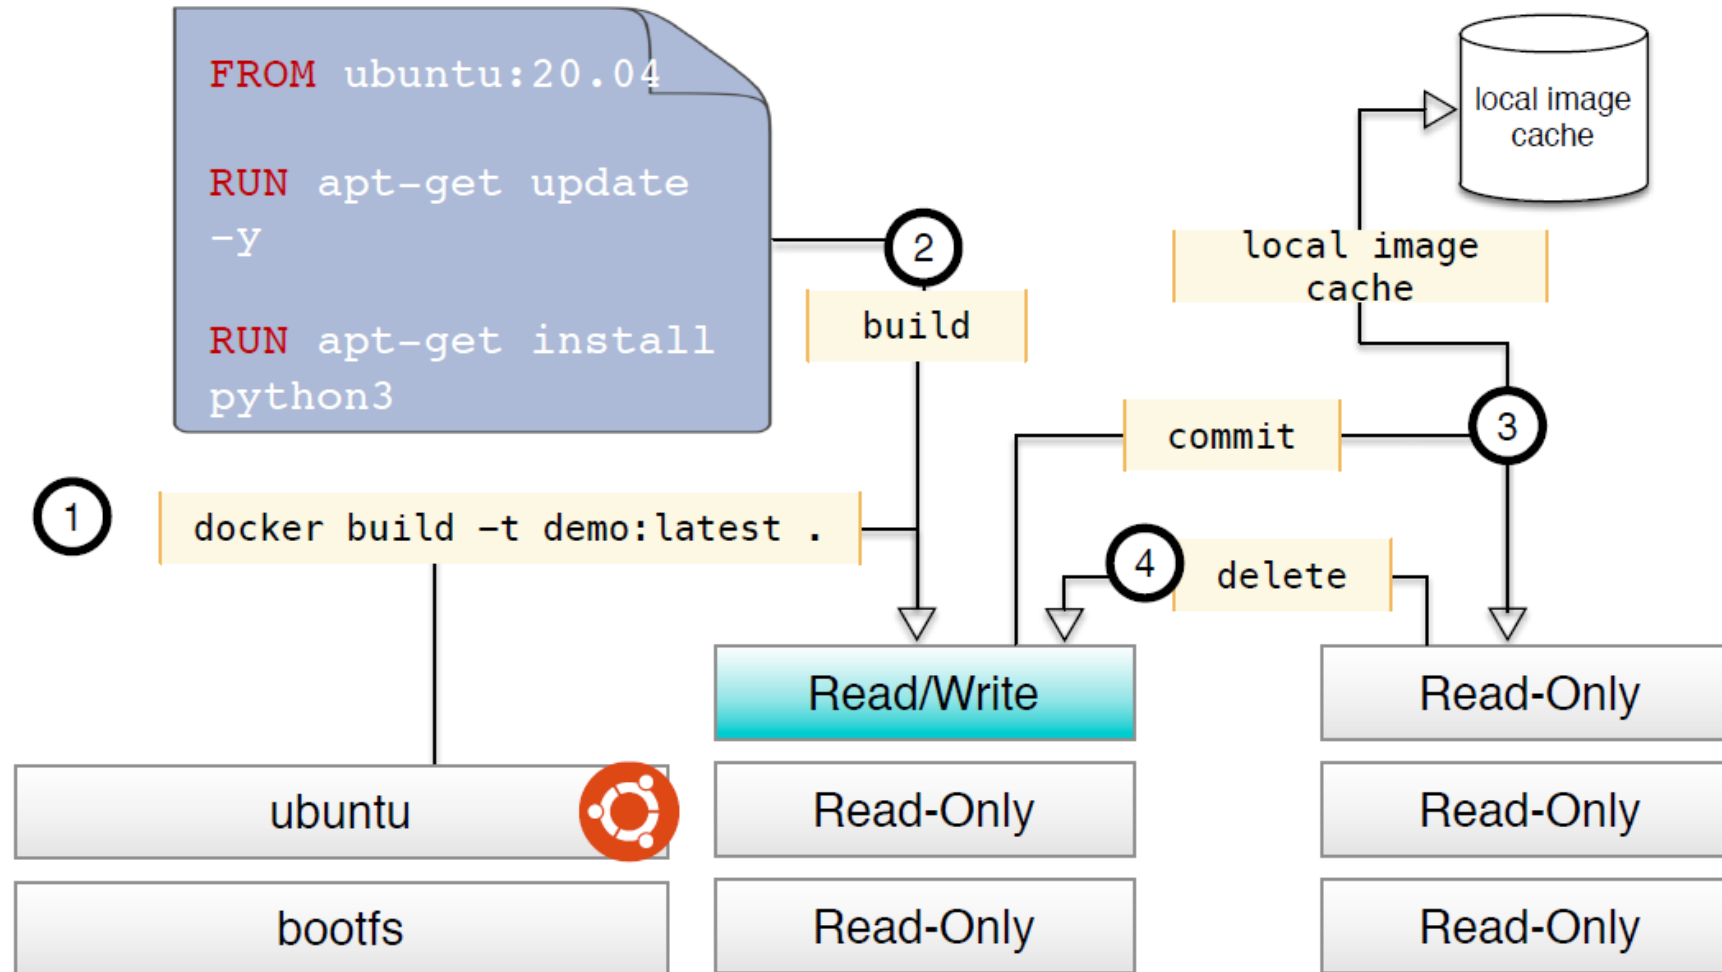 FROM ubuntu:20.04
RUN apt-get update
-y
RUN apt-get install
python3
local image
cache
2
build
local image
cache
3
commit
1
docker build -t demo:latest .
4
delete
Read/Write
Read-Only
ubuntu
Read-Only
Read-Only
bootfs
Read-Only
Read-Only